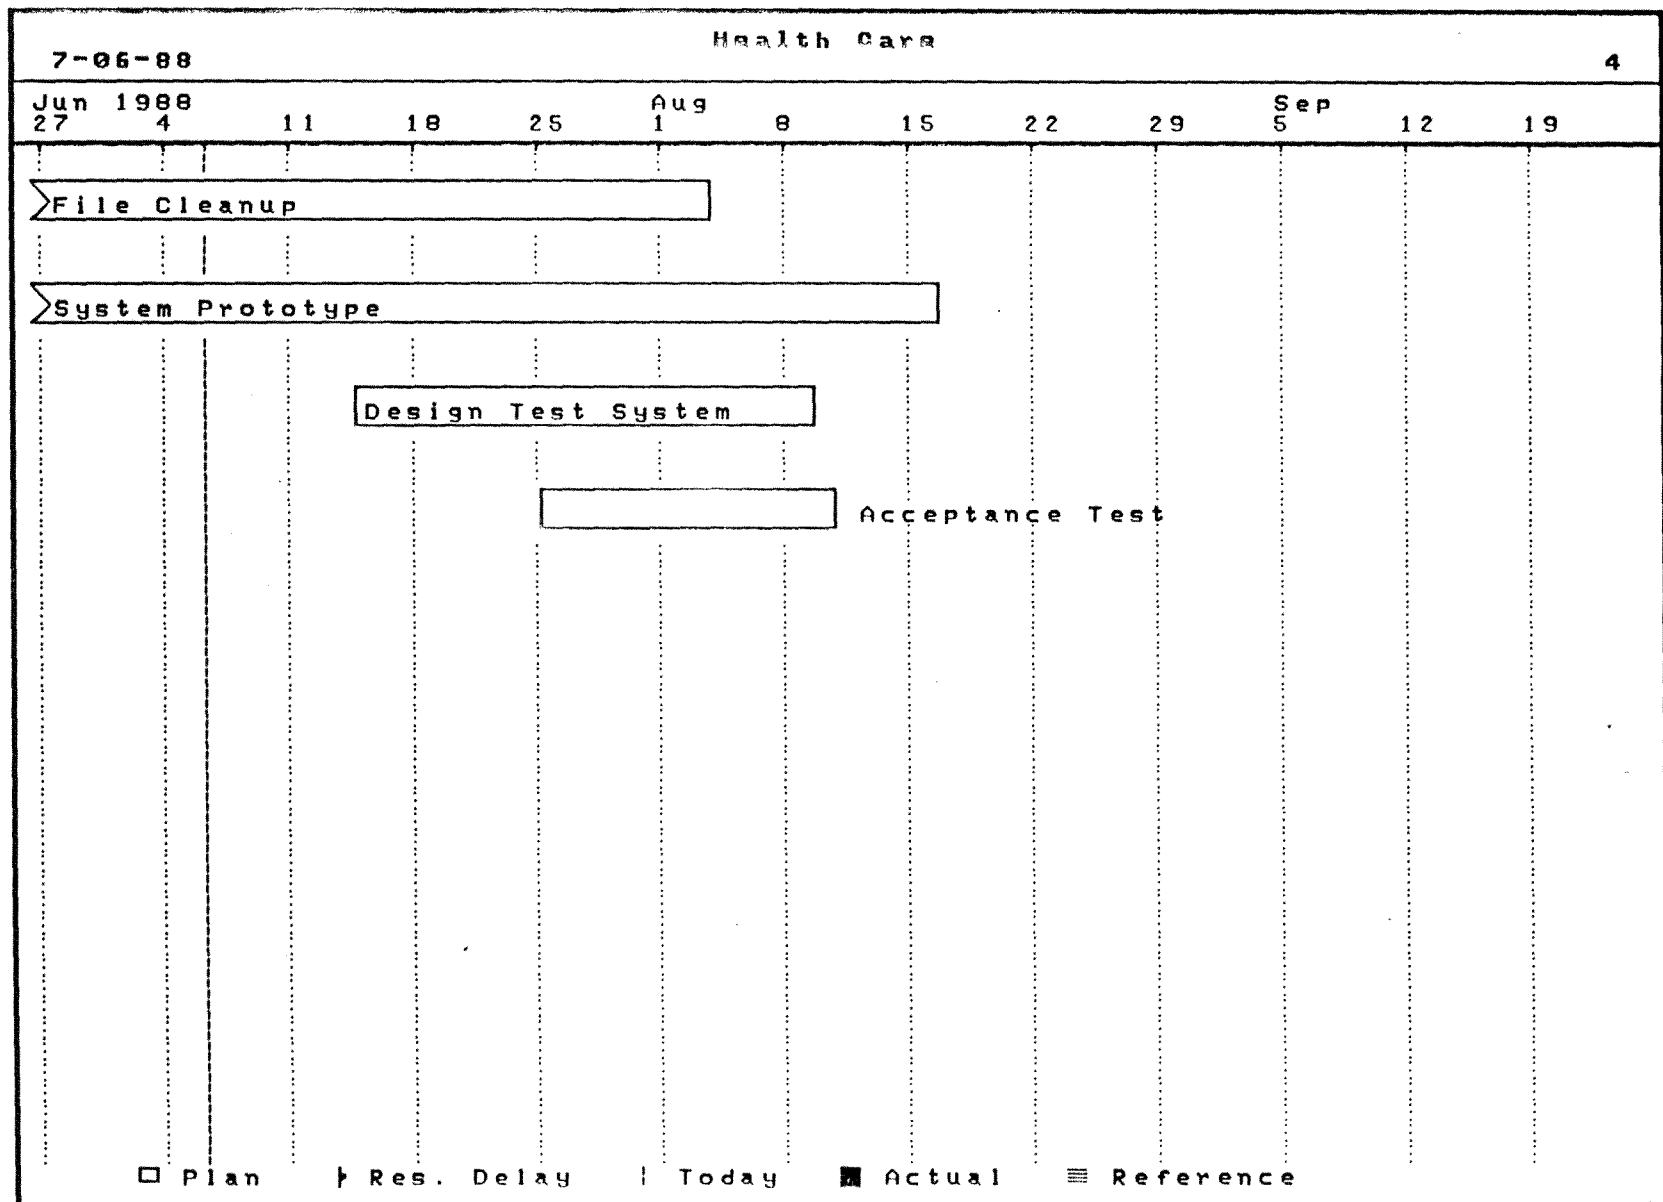 Health Care
7-06-88 4
Jun 1988 Aug Sep
27 4 11 18 25 1 8 15 22 29 5 12 19
File Cleanup
System Prototype
Design Test System
Acceptance Test
Plan Res. Delay Today Actual Reference